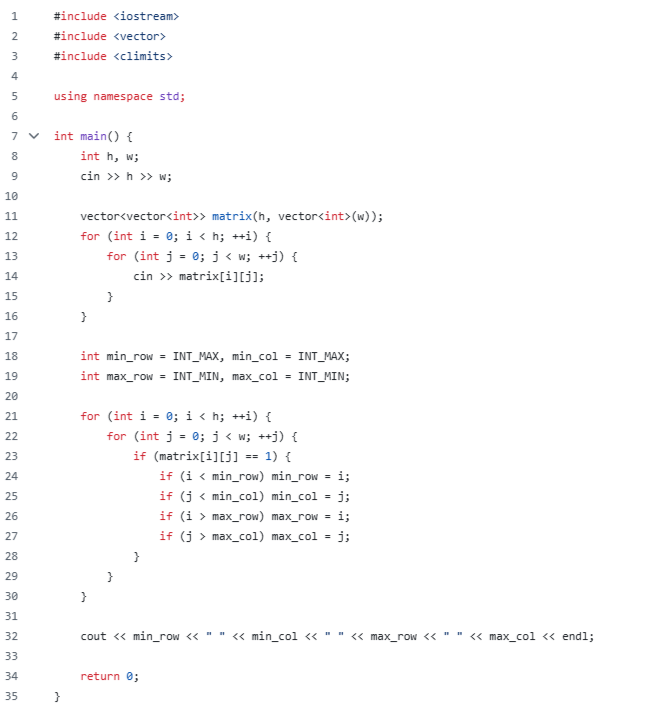 1 #include <iostream>
2 #include <vector>
3 #include <climits>
4
5 using namespace std;
6
7 int main() {
8     int h, w;
9     cin >> h >> w;
10
11     vector<vector<int>> matrix(h, vector<int>(w));
12     for (int i = 0; i < h; ++i) {
13         for (int j = 0; j < w; ++j) {
14             cin >> matrix[i][j];
15         }
16     }
17
18     int min_row = INT_MAX, min_col = INT_MAX;
19     int max_row = INT_MIN, max_col = INT_MIN;
20
21     for (int i = 0; i < h; ++i) {
22         for (int j = 0; j < w; ++j) {
23             if (matrix[i][j] == 1) {
24                 if (i < min_row) min_row = i;
25                 if (j < min_col) min_col = j;
26                 if (i > max_row) max_row = i;
27                 if (j > max_col) max_col = j;
28             }
29         }
30     }
31
32     cout << min_row << " " << min_col << " " << max_row << " " << max_col << endl;
33
34     return 0;
35 }